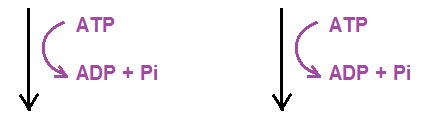 ATP ATP
ADP + Pi ADP + Pi